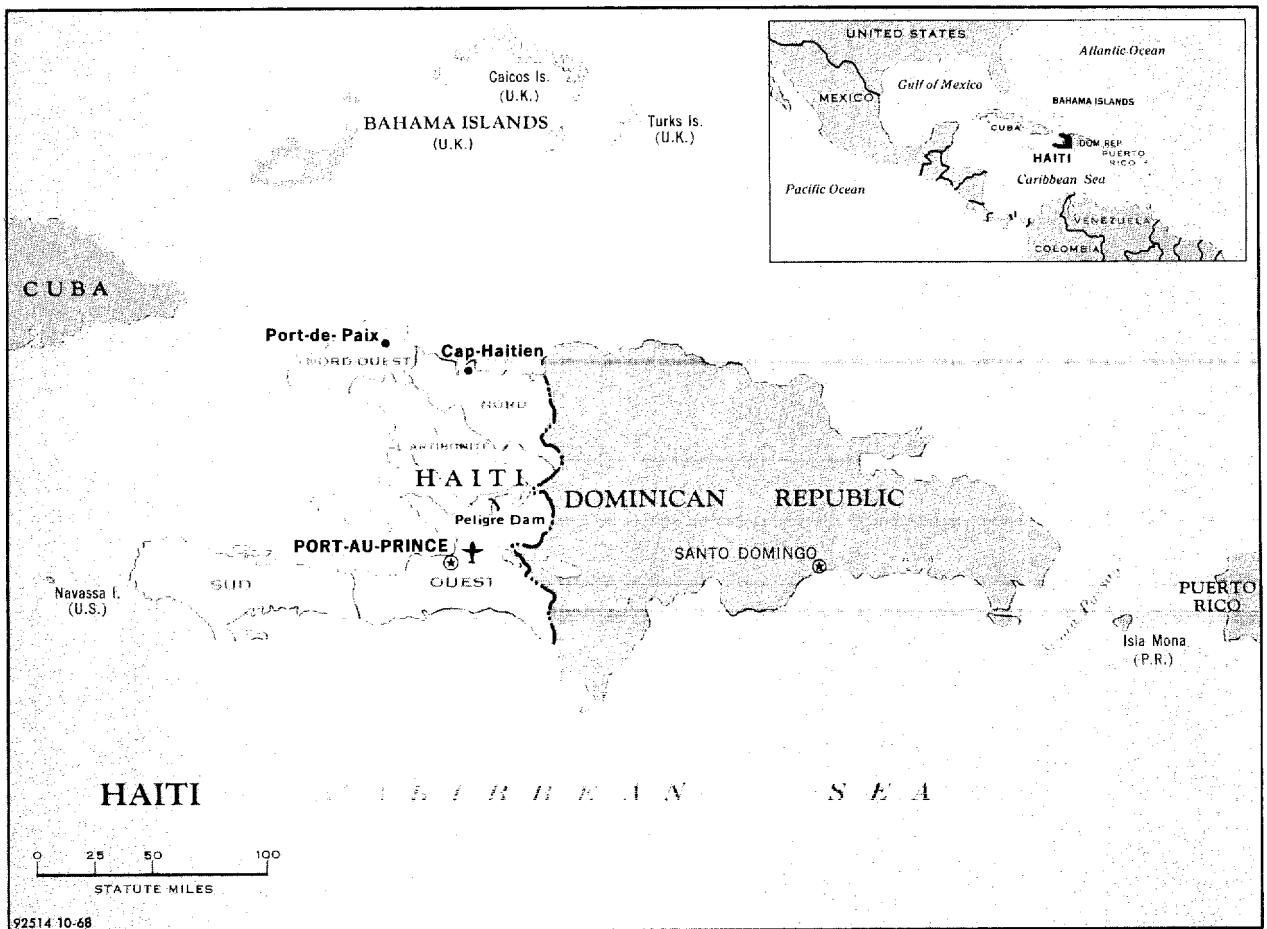 UNITED STATES
Atlantic Ocean
Gulf of Mexico
MEXICO
BAHAMA ISLANDS
CUBA
DOM. REP.
HAITI
PUERTO
RICO
Caribbean Sea
Pacific Ocean
VENEZUELA
COLOMBIA
Caicos Is.
(U.K.)
BAHAMA ISLANDS
(U.K.)
Turks Is.
(U.K.)
CUBA
Port-de-Paix
NORD OUEST
Cap-Haitien
NORD
L'ARTIBONITE
HAITI
DOMINICAN REPUBLIC
Peligre Dam
PORT-AU-PRINCE
SANTO DOMINGO
SUD
OUEST
Navassa I.
(U.S.)
PUERTO
RICO
Isla Mona
(P.R.)
HAITI
CARIBBEAN SEA
0 25 50 100
STATUTE MILES
92514 10-68